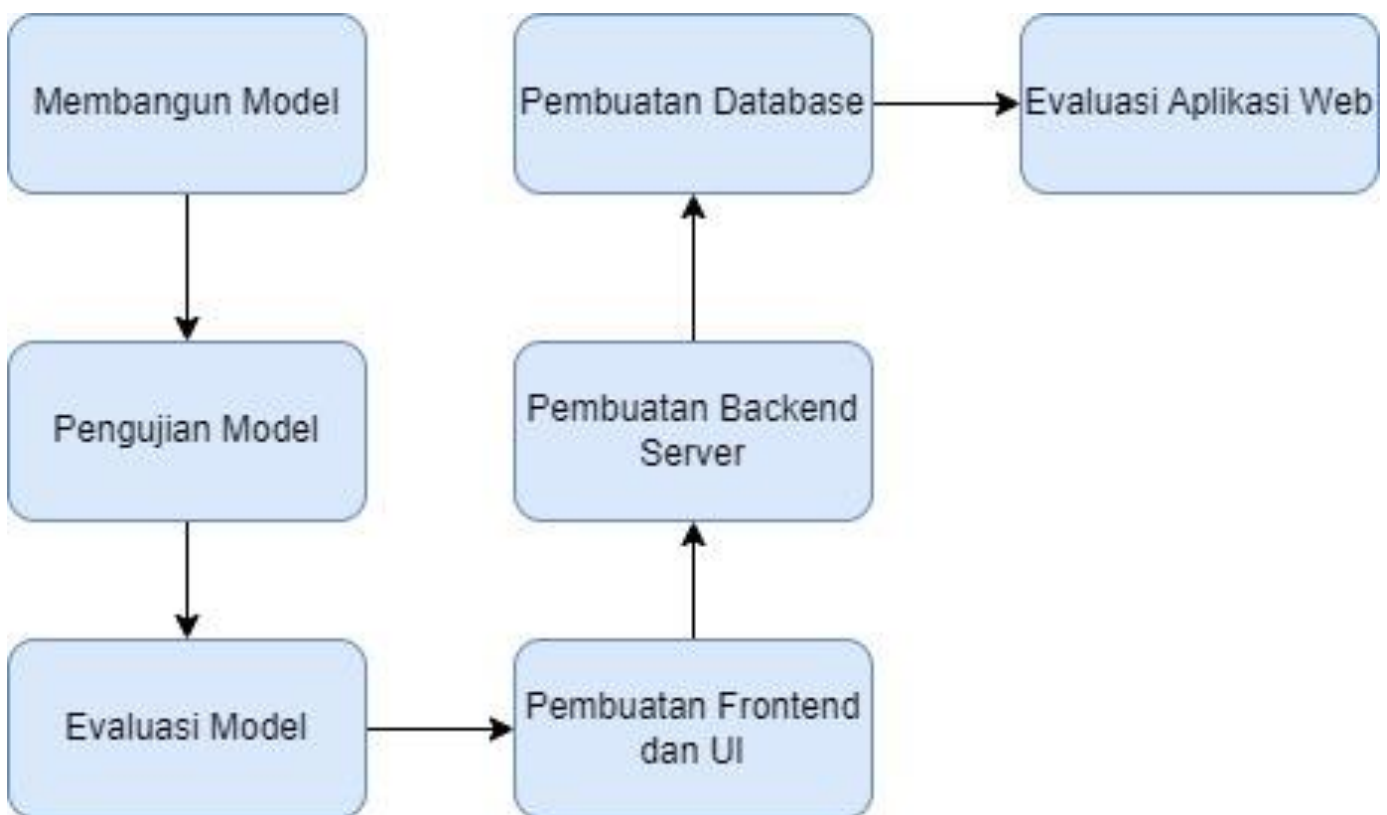 Membangun Model
Pengujian Model
Evaluasi Model
Pembuatan Frontend
dan UI
Pembuatan Backend
Server
Pembuatan Database
Evaluasi Aplikasi Web